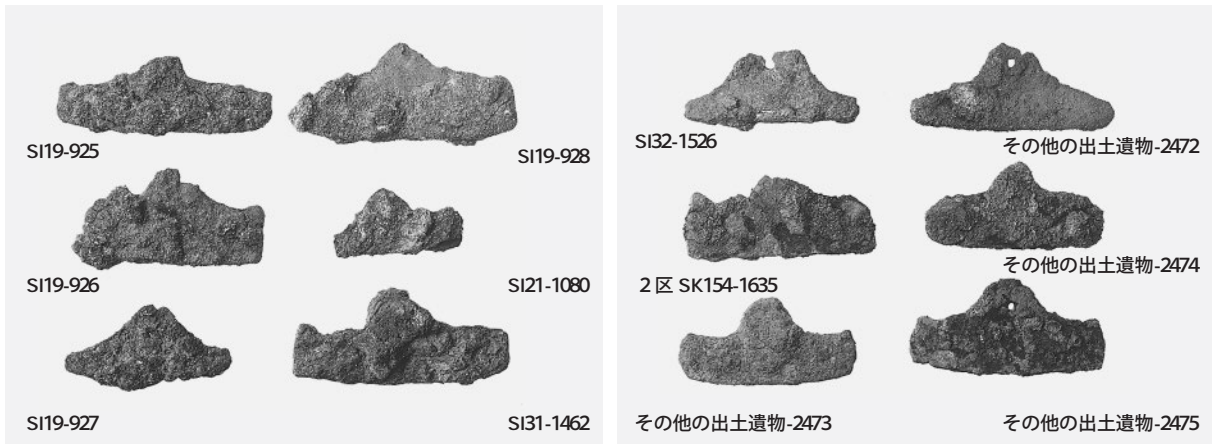 SI19-925
SI19-928
SI19-926
SI21-1080
SI19-927
SI31-1462
SI32-1526
その他の出土遺物-2472
2区 SK154-1635
その他の出土遺物-2474
その他の出土遺物-2473
その他の出土遺物-2475